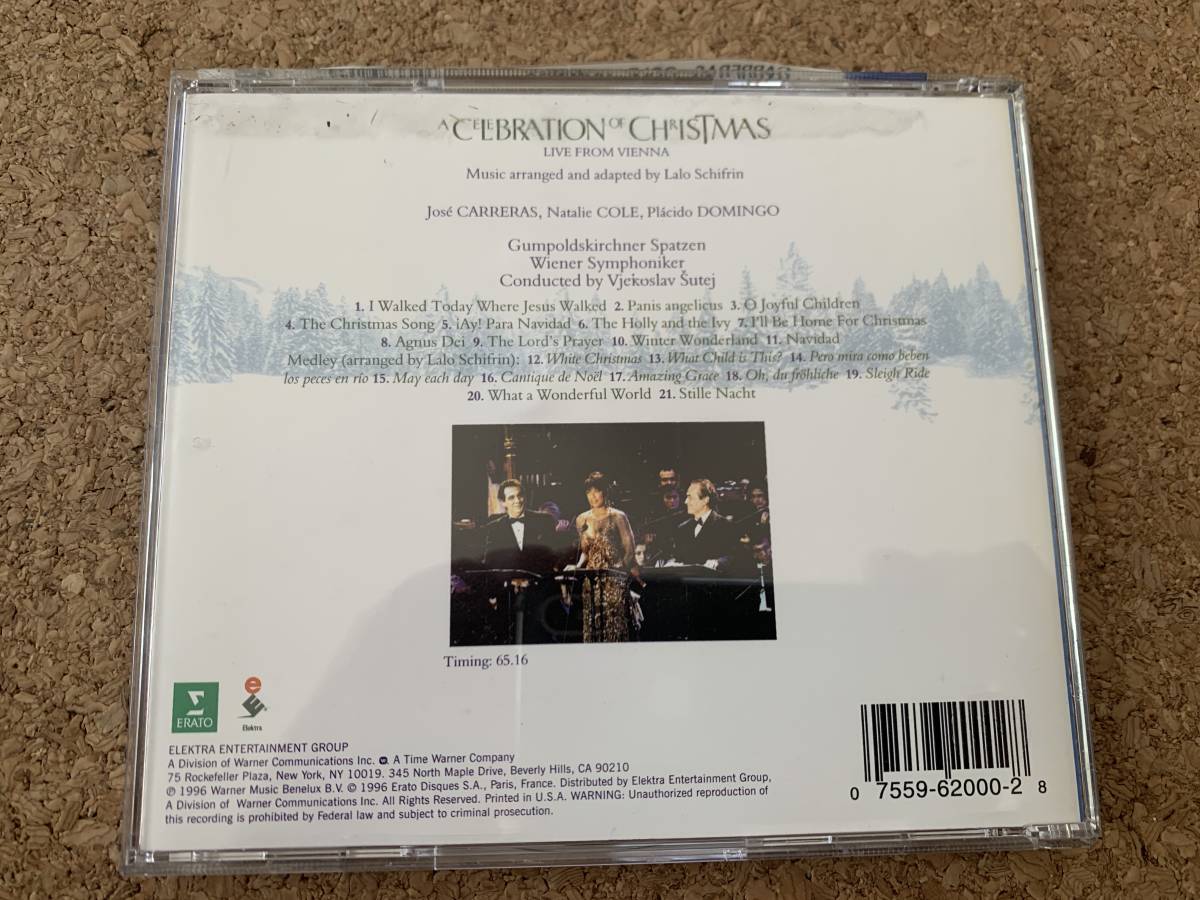 A CELEBRATION OF CHRISTMAS
LIVE FROM VIENNA
Music arranged and adapted by Lalo Schifrin
José CARRERAS, Natalie COLE, Plácido DOMINGO
Gumpoldskirchner Spatzen
Wiener Symphoniker
Conducted by Vjekoslav Šutej
1. I Walked Today Where Jesus Walked 2. Panis angelicus 3. O Joyful Children
4. The Christmas Song 5. ¡Ay! Para Navidad 6. The Holly and the Ivy 7. I'll Be Home For Christmas
8. Agnus Dei 9. The Lord's Prayer 10. Winter Wonderland 11. Navidad
Medley (arranged by Lalo Schifrin): 12. White Christmas 13. What Child is This? 14. Pero mira como beben
los peces en río 15. May each day 16. Cantique de Noël 17. Amazing Grace 18. Oh, du fröhliche 19. Sleigh Ride
20. What a Wonderful World 21. Stille Nacht
Timing: 65.16
ERATO
Elektra
ELEKTRA ENTERTAINMENT GROUP
A Division of Warner Communications Inc. A Time Warner Company
75 Rockefeller Plaza, New York, NY 10019. 345 North Maple Drive, Beverly Hills, CA 90210
℗ 1996 Warner Music Benelux B.V. © 1996 Erato Disques S.A., Paris, France. Distributed by Elektra Entertainment Group,
A Division of Warner Communications Inc. All Rights Reserved. Printed in U.S.A. WARNING: Unauthorized reproduction of
this recording is prohibited by Federal law and subject to criminal prosecution.
0 7559-62000-2 8